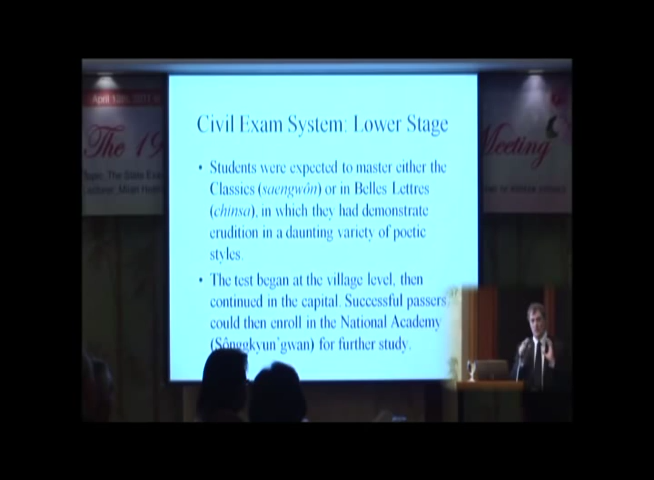 April
The 19
Meeting
Civil Exam System: Lower Stage
• Students were expected to master either the
Classics (saengwŏn) or in Belles Lettres
(chinsa), in which they had demonstrate
erudition in a daunting variety of poetic
styles.
• The test began at the village level, then
continued in the capital. Successful passers,
could then enroll in the National Academy
(Sŏnggkyun'gwan) for further study.